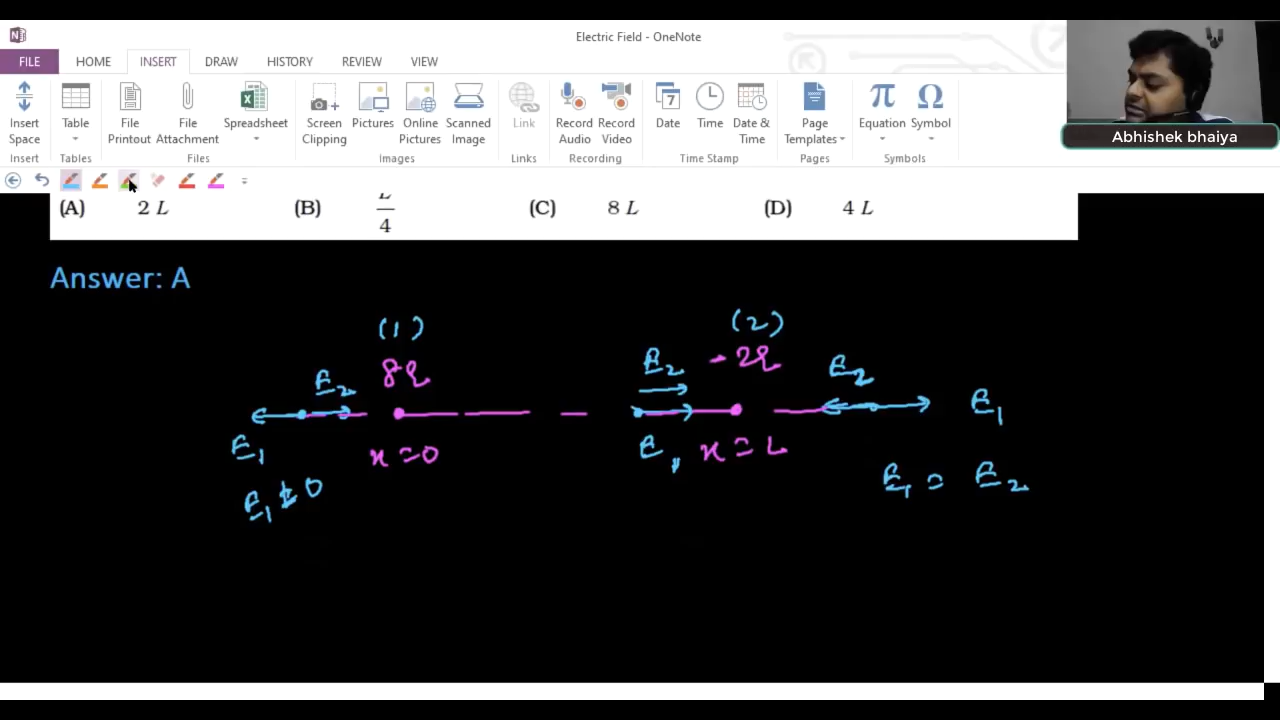 Electric Field - OneNote
FILE HOME INSERT DRAW HISTORY REVIEW VIEW
Insert Space Table File Printout File Attachment Spreadsheet Screen Clipping Pictures Online Pictures Scanned Image Link Record Audio Record Video Date Time Date & Time Page Templates Equation Symbol
Insert Tables Files Images Links Recording Time Stamp Pages Symbols
Abhishek bhaiya
(A) 2 L (B) L/4 (C) 8 L (D) 4 L
Answer: A
(1) (2)
E₂ 8q E₂ -2q E₂
E₁
E₁ x=0 E₁ x=L
E₁ ≠ 0 E₁ = E₂